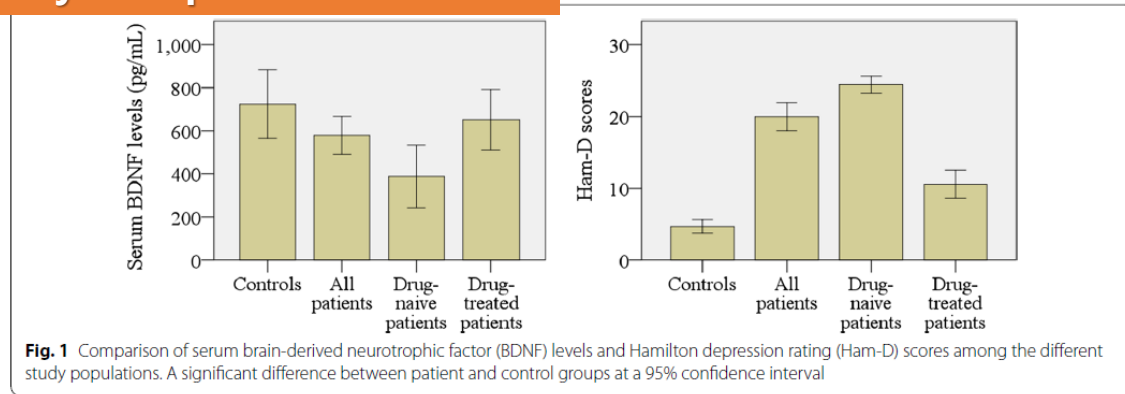 Serum BDNF levels (pg/mL)
1,000
800
600
400
200
0
Controls
All
patients
Drug-
naive
patients
Drug-
treated
patients
Ham-D scores
30
20
10
0
Controls
All
patients
Drug-
naive
patients
Drug-
treated
patients
Fig. 1 Comparison of serum brain-derived neurotrophic factor (BDNF) levels and Hamilton depression rating (Ham-D) scores among the different
study populations. A significant difference between patient and control groups at a 95% confidence interval